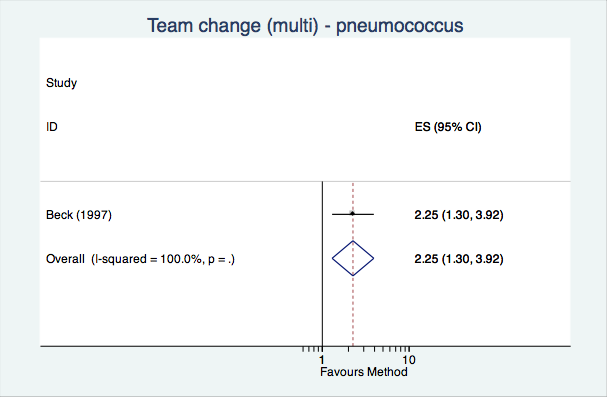 Team change (multi) - pneumococcus
Study
ID ES (95% CI)
Beck (1997) 2.25 (1.30, 3.92)
Overall (I-squared = 100.0%, p = .) 2.25 (1.30, 3.92)
1 10
Favours Method